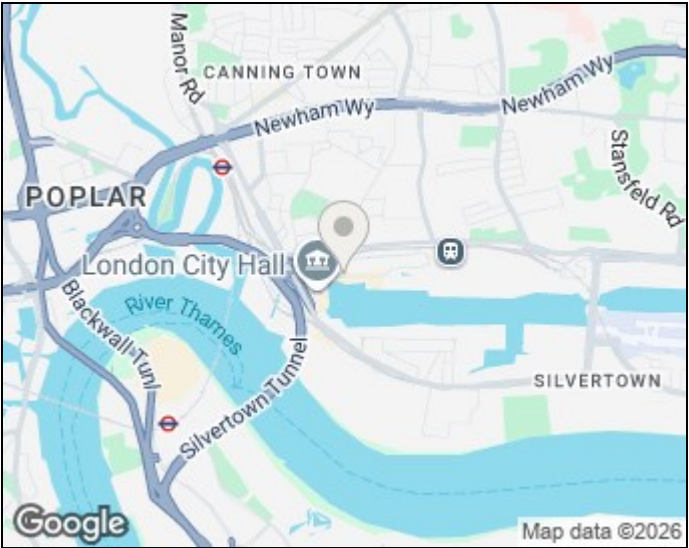 Manor Rd
CANNING TOWN
Newham Wy
Newham Wy
Stansfeld Rd
POPLAR
London City Hall
River Thames
Blackwall Tunl
Silvertown Tunnel
SILVERTOWN
Google
Map data ©2026